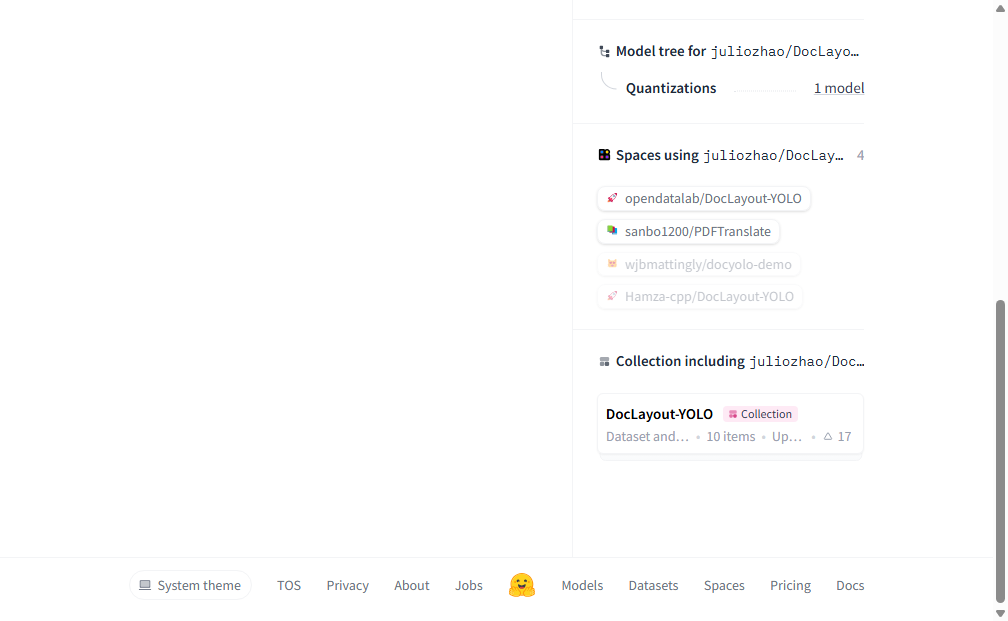 Model tree for juliozhao/DocLayo…
Quantizations 1 model
Spaces using juliozhao/DocLay… 4
opendatalab/DocLayout-YOLO
sanbo1200/PDFTranslate
wjbmattingly/docyolo-demo
Hamza-cpp/DocLayout-YOLO
Collection including juliozhao/Doc…
DocLayout-YOLO Collection
Dataset and… • 10 items • Up… • 17
System theme TOS Privacy About Jobs Models Datasets Spaces Pricing Docs